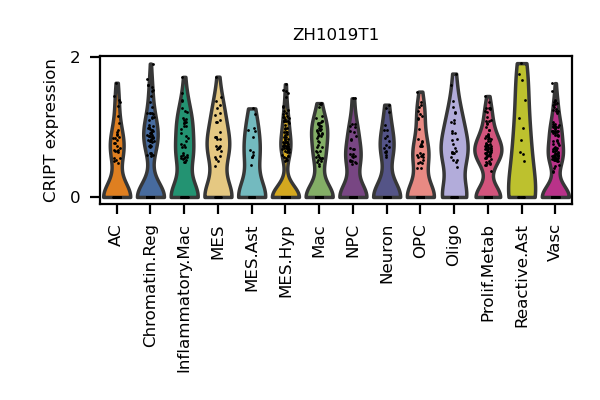 ZH1019T1
CRIPT expression
2
0
AC
Chromatin.Reg
Inflammatory.Mac
MES
MES.Ast
MES.Hyp
Mac
NPC
Neuron
OPC
Oligo
Prolif.Metab
Reactive.Ast
Vasc